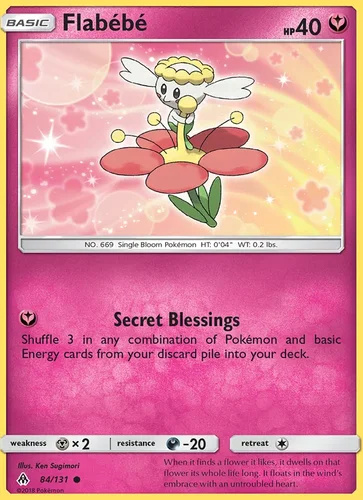 BASIC Flabébé HP40
NO. 669 Single Bloom Pokémon HT: 0'04" WT: 0.2 lbs.
Secret Blessings
Shuffle 3 in any combination of Pokémon and basic
Energy cards from your discard pile into your deck.
weakness ×2 resistance -20 retreat
Illus. Ken Sugimori
84/131
©2018 Pokémon
When it finds a flower it likes, it dwells on that
flower its whole life long. It floats in the wind's
embrace with an untroubled heart.